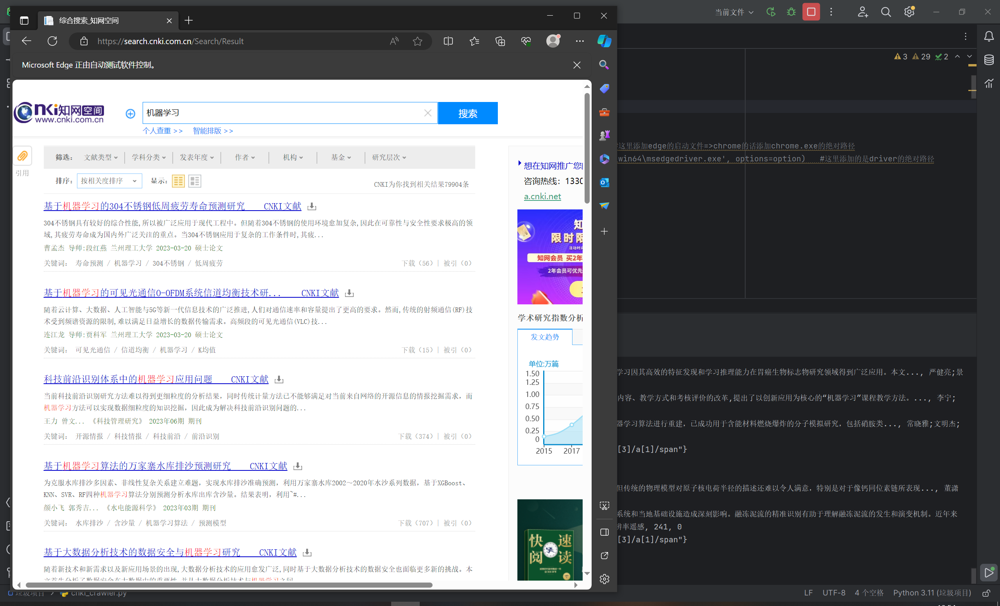 综合搜索_知网空间
https://search.cnki.com.cn/Search/Result
Microsoft Edge 正由自动测试软件控制。
cnki知网空间
www.cnki.com.cn
机器学习
搜索
个人查重 >> 智能排版 >>
引用
筛选： 文献类型 学科分类 发表年度 作者 机构 基金 研究层次
排序： 按相关度排序 显示：
CNKI为你找到相关结果79904条
基于机器学习的304不锈钢低周疲劳寿命预测研究 CNKI文献
304不锈钢具有较好的综合性能,所以被广泛应用于现代工程中。但随着304不锈钢的使用环境愈加复杂,因此在可靠性与安全性要求极高的领
域,其疲劳寿命成为国内外广泛关注的重点。当304不锈钢应用于复杂的工作条件时,其疲...
曹孟杰 导师:段红燕 兰州理工大学 2023-03-20 硕士论文
关键词： 寿命预测 / 机器学习 / 304不锈钢 / 低周疲劳
下载（56）| 被引（0）
基于机器学习的可见光通信O-OFDM系统信道均衡技术研... CNKI文献
随着云计算、大数据、人工智能与5G等新一代信息技术的广泛推进,人们对通信速率和容量提出了更高的要求。然而,传统的射频通信(RF)技
术受到频谱资源的限制,难以满足日益增长的数据传输需求。高频段的可见光通信(VLC)技...
连江龙 导师:贾科军 兰州理工大学 2023-03-20 硕士论文
关键词： 可见光通信 / 信道均衡 / 机器学习 / K均值
下载（15）| 被引（0）
科技前沿识别体系中的机器学习应用问题 CNKI文献
当前科技前沿识别研究方法难以得到更细粒度的分析结果，同时传统计量方法已不能够满足对当前来自网络的开源信息的情报挖掘需求，而
机器学习方法可以实现数据细粒度的知识挖掘，因此成为解决科技前沿识别问题的...
王力 曾文... 《科技管理研究》 2023年06期 期刊
关键词： 开源情报 / 科技情报 / 科技前沿 / 前沿识别
下载（374）| 被引（0）
基于机器学习算法的万家寨水库排沙预测研究 CNKI文献
为克服水库排沙多因素、非线性复杂关系建立难题，实现水库排沙准确预测，利用万家寨水库2002～2020年水沙系列数据，基于XGBoost、
KNN、SVR、RF四种机器学习算法分别预测分析水库出库含沙量。结果表明，利用~#...
颜小飞 郭秀吉... 《水电能源科学》 2023年03期 期刊
关键词： 水库排沙 / 含沙量 / 机器学习算法 / 预测模型
下载（707）| 被引（0）
基于大数据分析技术的数据安全与机器学习研究 CNKI文献
随着新技术和新需求以及新应用场景的出现,大数据分析技术的应用愈发广泛,同时基于大数据分析技术的数据安全也面临更多新的挑战。本
想在知网推广您
咨询热线：1330
a.cnki.net
知
限时限
活动时间
知网会员 买2年
2年会员可优先
学术研究指数分析
发文趋势
单位:万篇
1.50
1.25
1.00
0.75
0.50
0.25
0
2015 2017
快速
阅读
当前文件
3 29 2
这里添加edge的启动文件=>chrome的话添加chrome.exe的绝对路径
win64\msedgedriver.exe', options=option) #这里添加的是driver的绝对路径
学习因其高效的特征发现和学习推理能力在胃癌生物标志物研究领域得到广泛应用。本文..., 严健亮;景
内容、教学方式和考核评价的改革,提出了以创新应用为核心的“机器学习”课程教学方法。..., 李宁;
器学习算法进行重建，已成功用于含能材料燃烧爆炸的分子模拟研究，包括硝胺类..., 常晓雅;文明杰;
[3]/a[1]/span"}
但传统的物理模型对原子核电荷半径的描述还难以令人满意，特别是对于像钙同位素链所表现..., 董潇
系统和当地基础设施造成深刻影响。融冻泥流的精准识别有助于理解融冻泥流的发生和演变机制。近年来
辨率遥感, 241, 0
[3]/a[1]/span"}
垃圾项目 > cnki_crawler.py
LF UTF-8 4 个空格 Python 3.11 (垃圾项目)